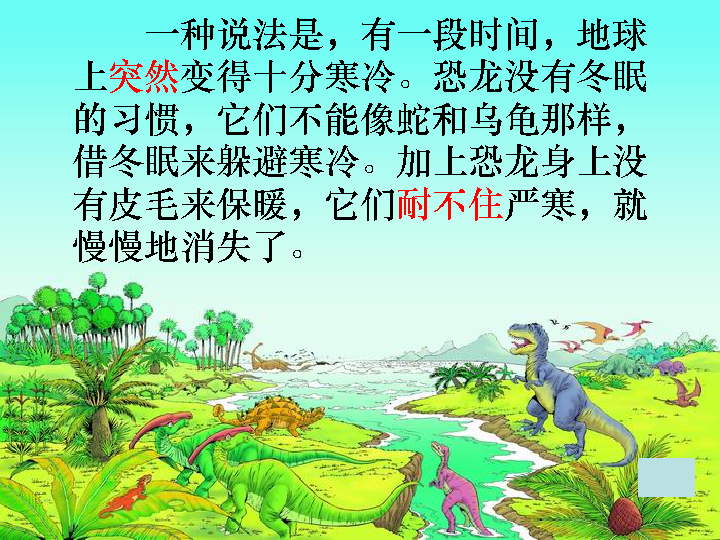 一种说法是，有一段时间，地球
上突然变得十分寒冷。恐龙没有冬眠
的习惯，它们不能像蛇和乌龟那样，
借冬眠来躲避寒冷。加上恐龙身上没
有皮毛来保暖，它们耐不住严寒，就
慢慢地消失了。